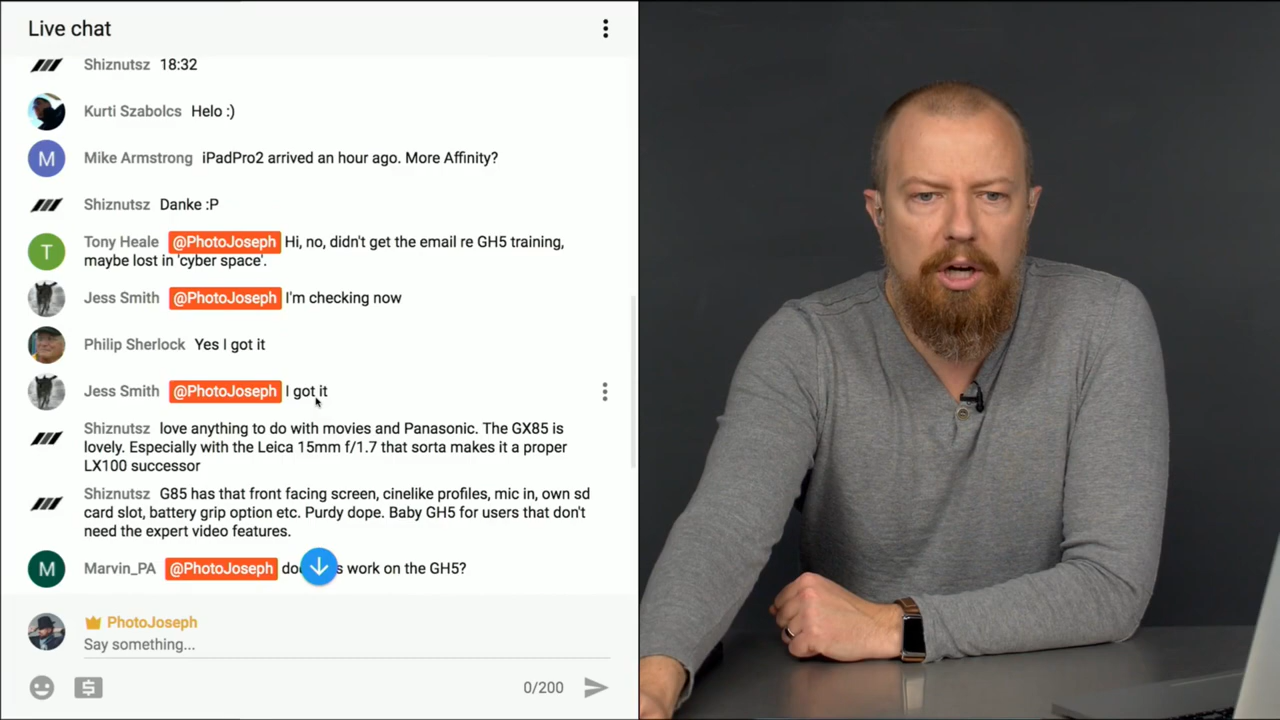 Live chat
Shiznutsz 18:32
Kurti Szabolcs Helo :)
M Mike Armstrong iPadPro2 arrived an hour ago. More Affinity?
Shiznutsz Danke :P
T Tony Heale @PhotoJoseph Hi, no, didn't get the email re GH5 training,
maybe lost in 'cyber space'.
Jess Smith @PhotoJoseph I'm checking now
Philip Sherlock Yes I got it
Jess Smith @PhotoJoseph I got it
Shiznutsz love anything to do with movies and Panasonic. The GX85 is
lovely. Especially with the Leica 15mm f/1.7 that sorta makes it a proper
LX100 successor
Shiznutsz G85 has that front facing screen, cinelike profiles, mic in, own sd
card slot, battery grip option etc. Purdy dope. Baby GH5 for users that don't
need the expert video features.
M Marvin_PA @PhotoJoseph work on the GH5?
PhotoJoseph
Say something...
$ 0/200